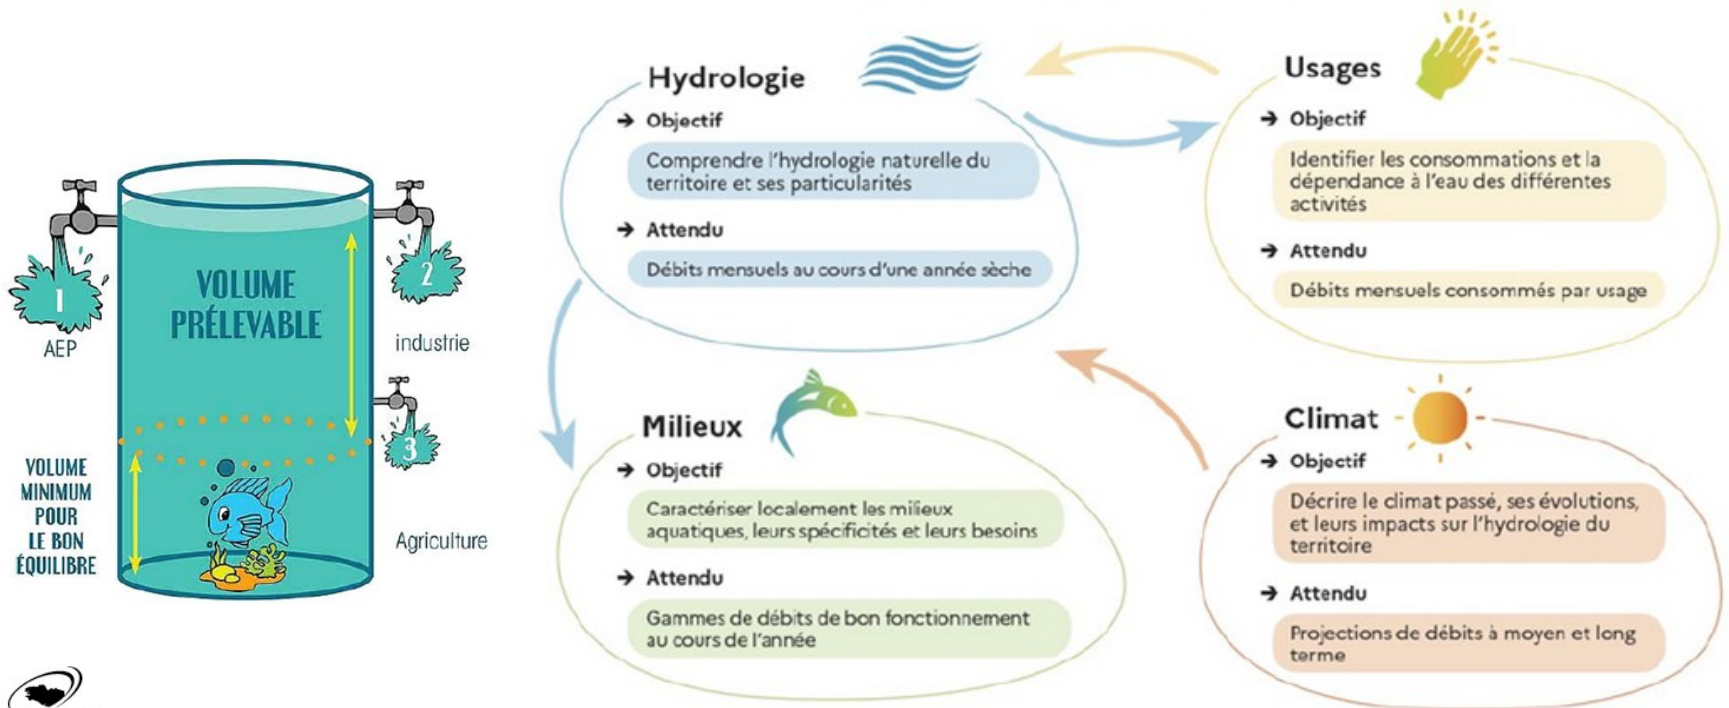 1
AEP
VOLUME
PRÉLEVABLE
2
industrie
3
Agriculture
VOLUME
MINIMUM
POUR
LE BON
ÉQUILIBRE
Hydrologie
→ Objectif
Comprendre l'hydrologie naturelle du
territoire et ses particularités
→ Attendu
Débits mensuels au cours d'une année sèche
Usages
→ Objectif
Identifier les consommations et la
dépendance à l'eau des différentes
activités
→ Attendu
Débits mensuels consommés par usage
Milieux
→ Objectif
Caractériser localement les milieux
aquatiques, leurs spécificités et leurs besoins
→ Attendu
Gammes de débits de bon fonctionnement
au cours de l'année
Climat
→ Objectif
Décrire le climat passé, ses évolutions,
et leurs impacts sur l'hydrologie du
territoire
→ Attendu
Projections de débits à moyen et long
terme